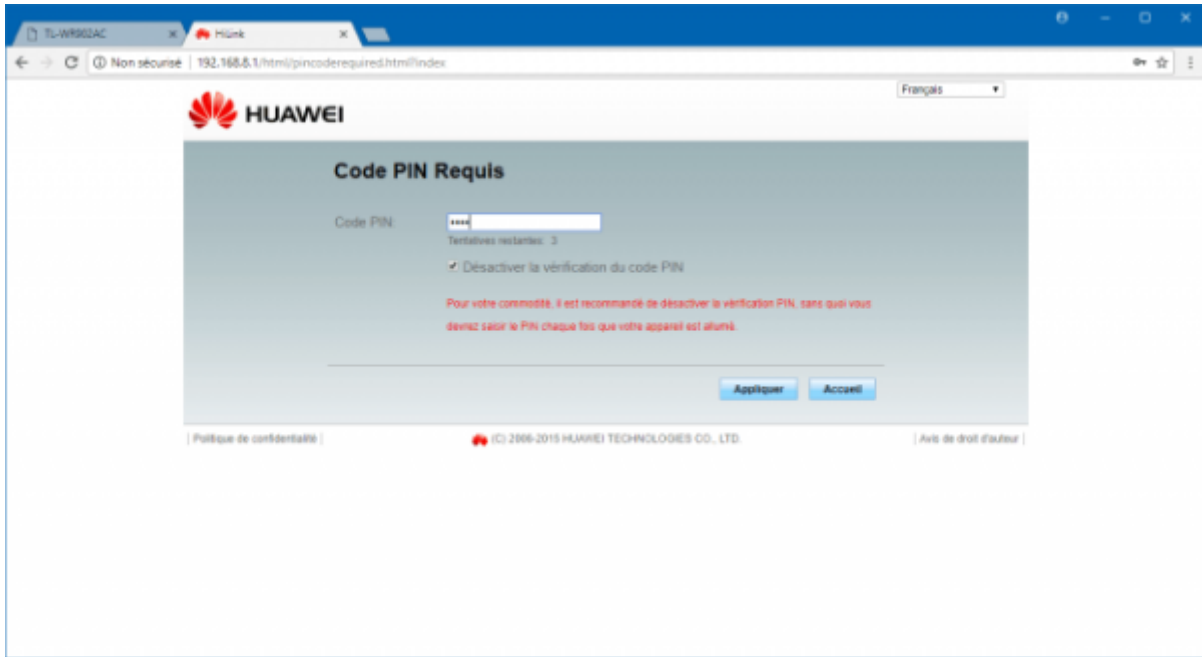 TL-WR902AC
HiLink
Non sécurisé | 192.168.8.1/html/pincoderequired.html?index
Français
HUAWEI
Code PIN Requis
Code PIN:
Tentatives restantes: 3
Désactiver la vérification du code PIN
Pour votre commodité, il est recommandé de désactiver la vérification PIN, sans quoi vous
devrez saisir le PIN chaque fois que votre appareil est allumé.
Appliquer Accueil
| Politique de confidentialité | (C) 2006-2015 HUAWEI TECHNOLOGIES CO., LTD. | Avis de droit d'auteur |